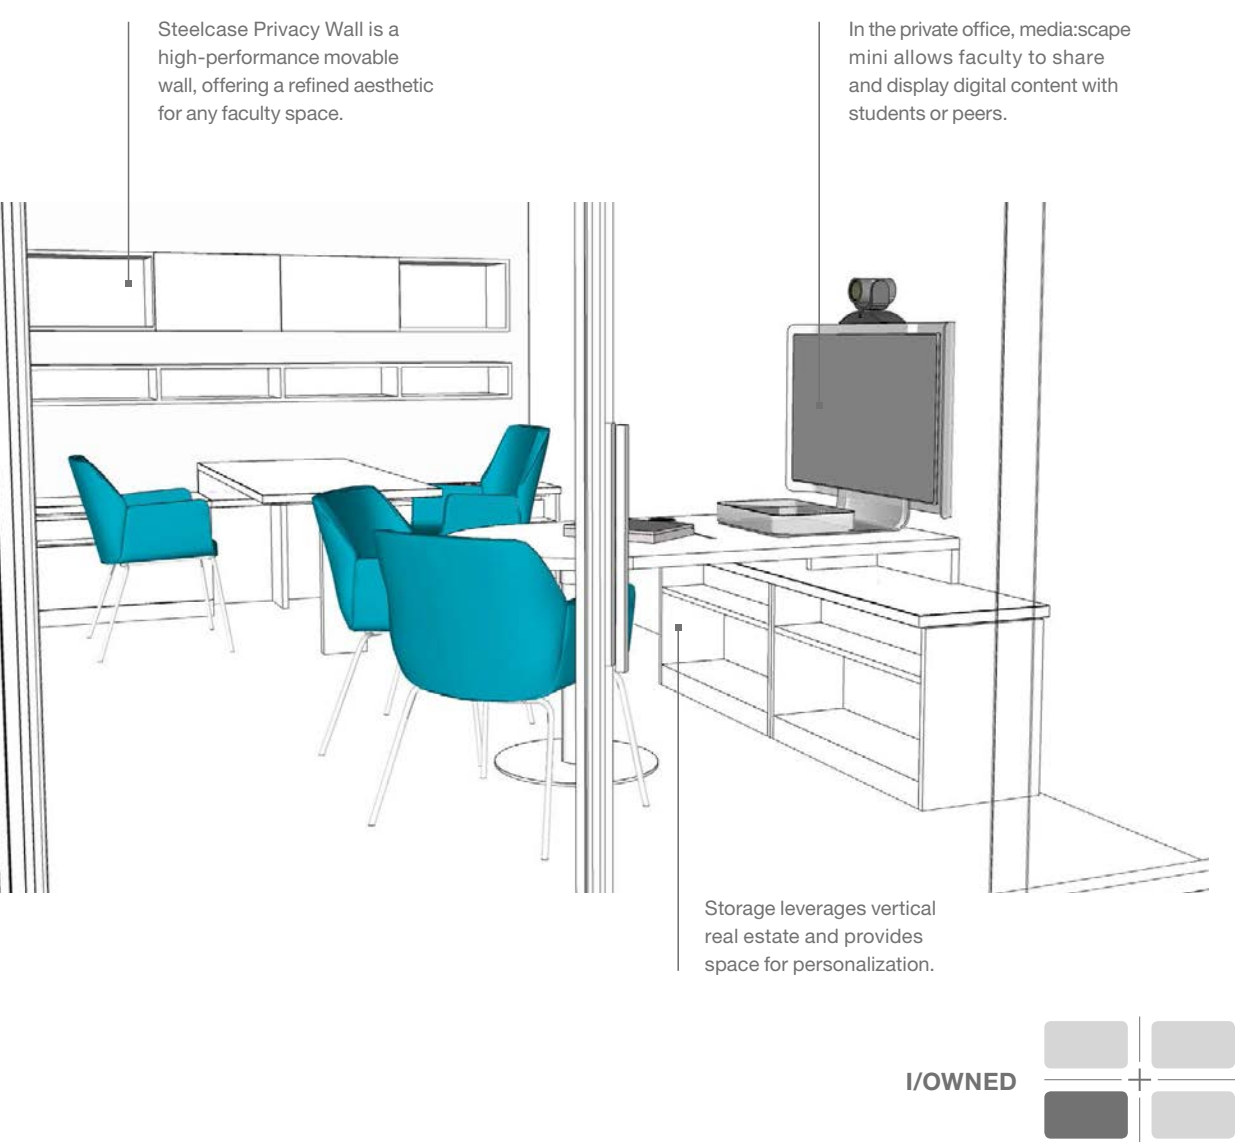 Steelcase Privacy Wall is a
high-performance movable
wall, offering a refined aesthetic
for any faculty space.
In the private office, media:scape
mini allows faculty to share
and display digital content with
students or peers.
Storage leverages vertical
real estate and provides
space for personalization.
I/OWNED